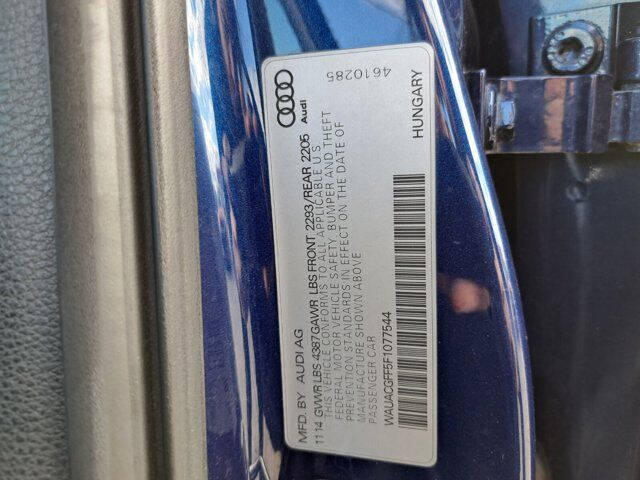 MFD. BY AUDI AG
11 14 GVWR LBS 4387 GAWR LBS FRONT 2293/REAR 2205
THIS VEHICLE CONFORMS TO ALL APPLICABLE U S
FEDERAL MOTOR VEHICLE SAFETY, BUMPER AND THEFT
PREVENTION STANDARDS IN EFFECT ON THE DATE OF
MANUFACTURE SHOWN ABOVE
PASSENGER CAR
WAUACGFF5F1077544
HUNGARY
Audi
4610285